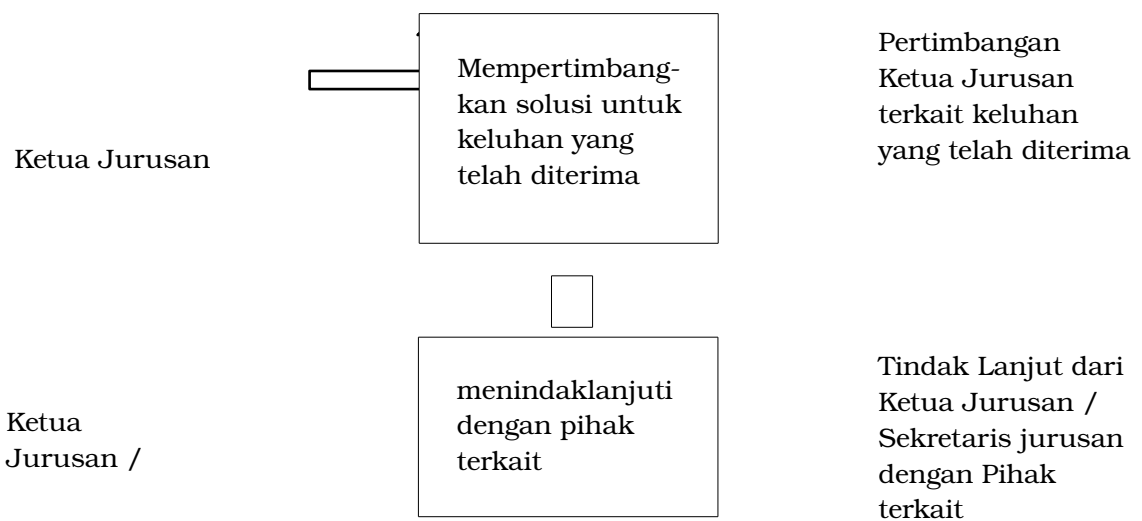 Ketua Jurusan
Mempertimbang-
kan solusi untuk
keluhan yang
telah diterima
Pertimbangan
Ketua Jurusan
terkait keluhan
yang telah diterima
Ketua
Jurusan /
menindaklanjuti
dengan pihak
terkait
Tindak Lanjut dari
Ketua Jurusan /
Sekretaris jurusan
dengan Pihak
terkait